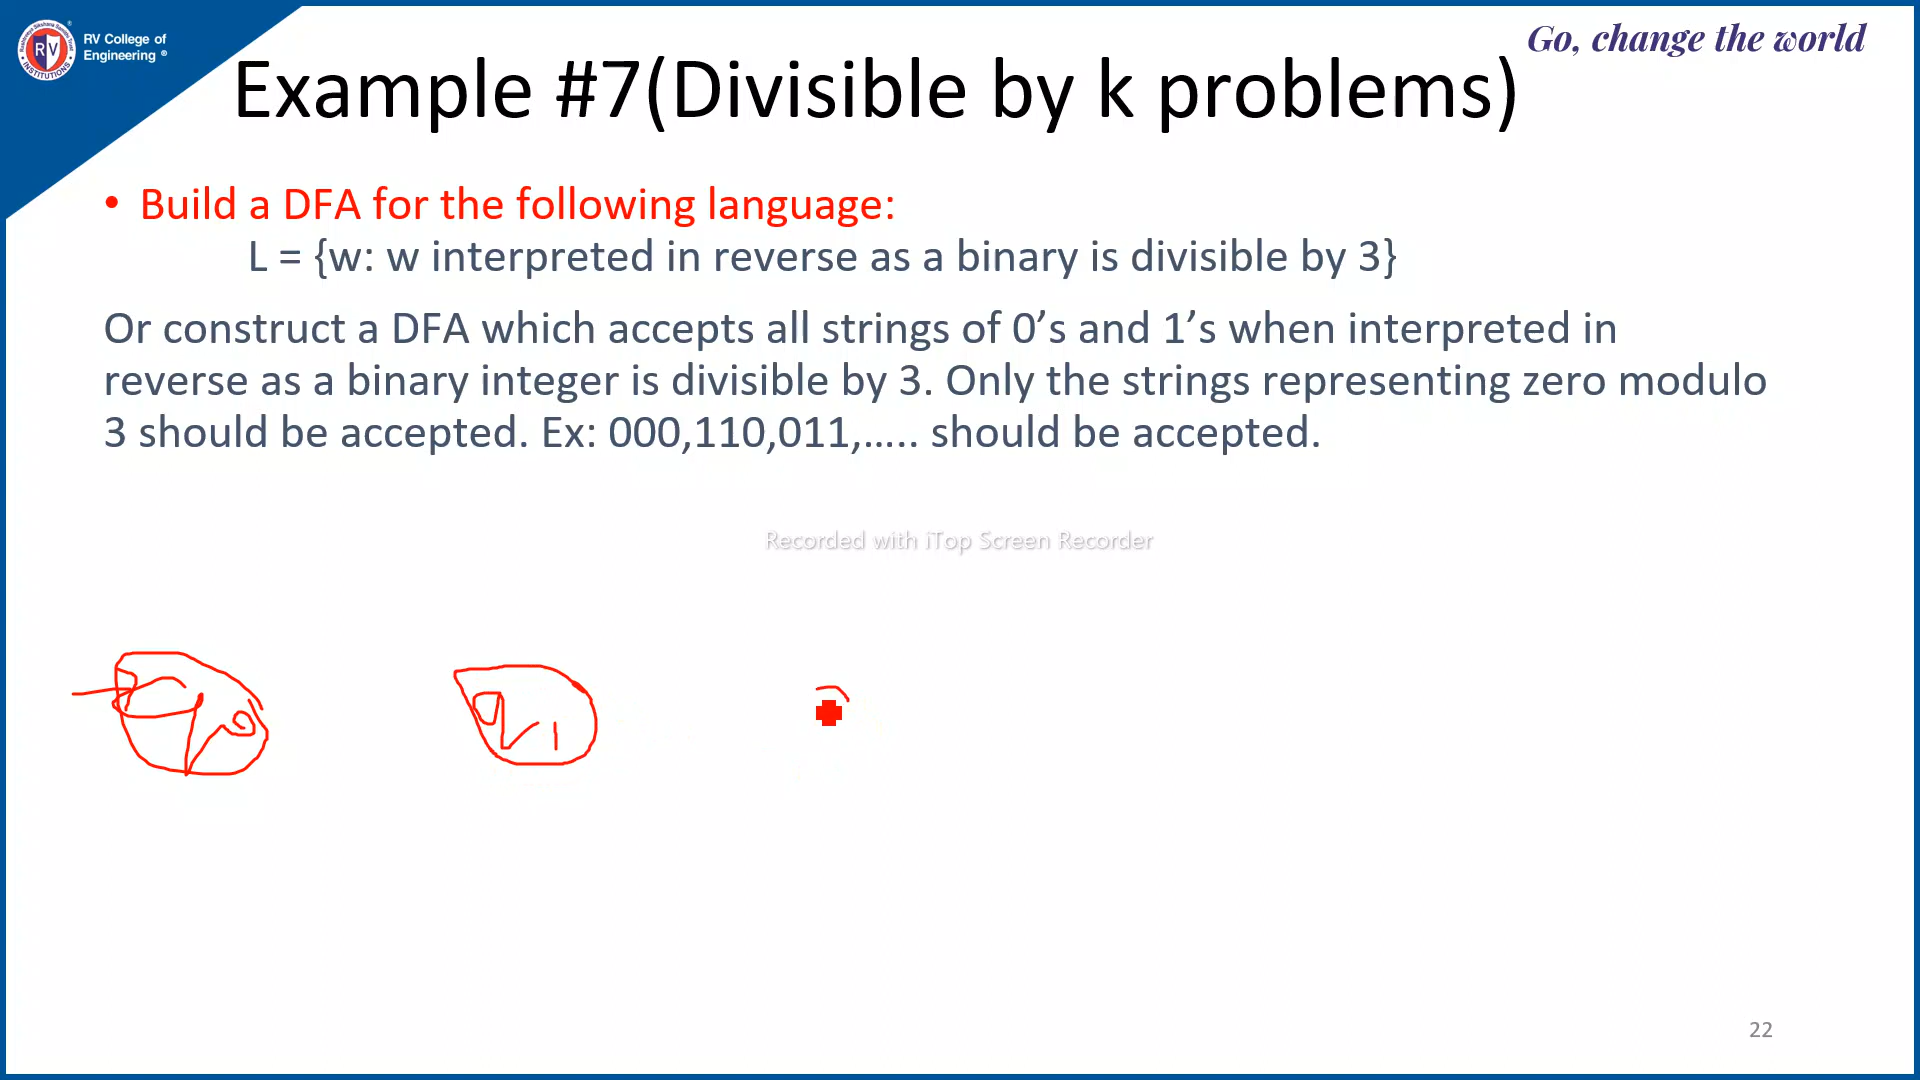 RV College of
Engineering ®
Go, change the world
Example #7(Divisible by k problems)
• Build a DFA for the following language:
L = {w: w interpreted in reverse as a binary is divisible by 3}
Or construct a DFA which accepts all strings of 0’s and 1’s when interpreted in
reverse as a binary integer is divisible by 3. Only the strings representing zero modulo
3 should be accepted. Ex: 000,110,011,….. should be accepted.
Recorded with iTop Screen Recorder
22